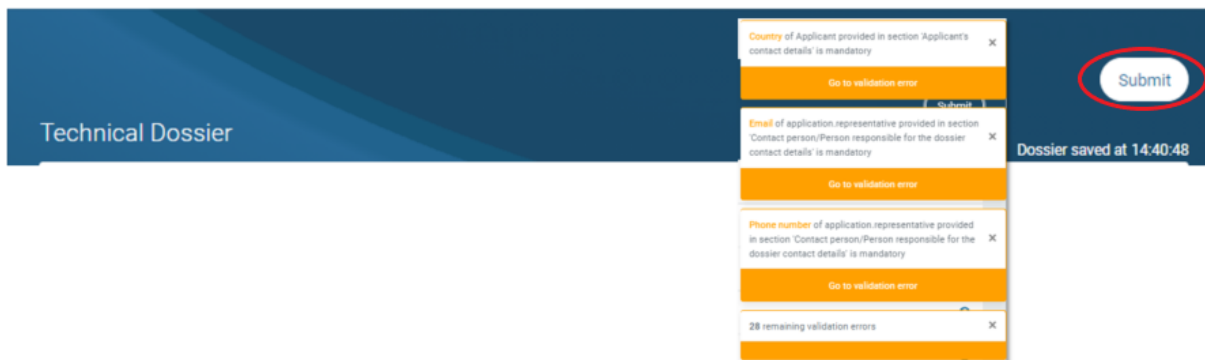 Country of Applicant provided in section 'Applicant's
contact details' is mandatory
×
Go to validation error
Submit
Submit
Technical Dossier
Email of application.representative provided in section
'Contact person/Person responsible for the dossier
contact details' is mandatory
×
Dossier saved at 14:40:48
Go to validation error
Phone number of application.representative provided
in section 'Contact person/Person responsible for the
dossier contact details' is mandatory
×
Go to validation error
28 remaining validation errors
×